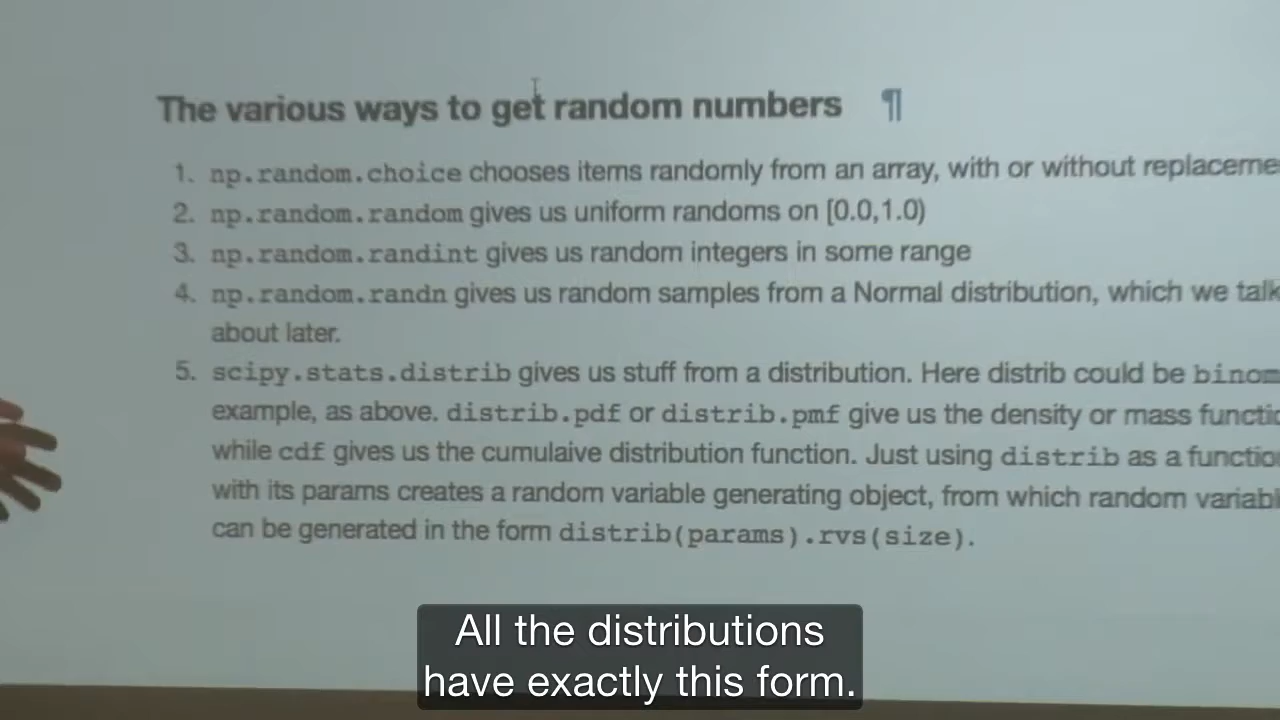 The various ways to get random numbers ¶
1. np.random.choice chooses items randomly from an array, with or without replaceme
2. np.random.random gives us uniform randoms on [0.0,1.0)
3. np.random.randint gives us random integers in some range
4. np.random.randn gives us random samples from a Normal distribution, which we talk
about later.
5. scipy.stats.distrib gives us stuff from a distribution. Here distrib could be binom
example, as above. distrib.pdf or distrib.pmf give us the density or mass functio
while cdf gives us the cumulaive distribution function. Just using distrib as a functio
with its params creates a random variable generating object, from which random variabl
can be generated in the form distrib(params).rvs(size).
All the distributions
have exactly this form.